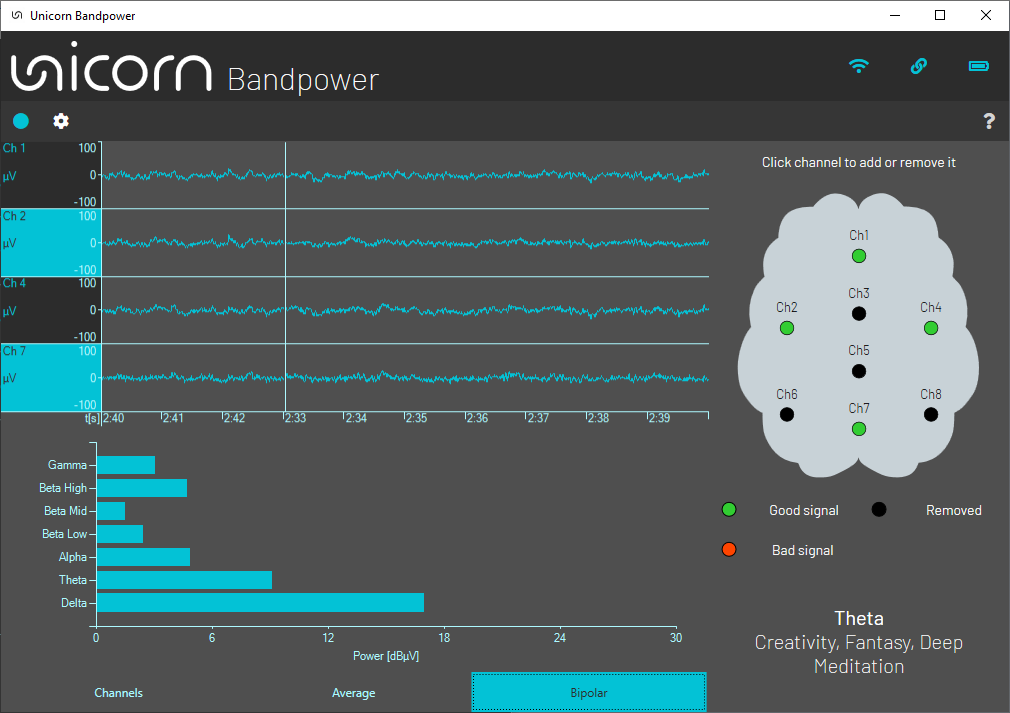 Unicorn Bandpower
unicorn Bandpower
?
Click channel to add or remove it
Ch 1 100
µV 0
-100
Ch 2 100
µV 0
-100
Ch 4 100
µV 0
-100
Ch 7 100
µV 0
-100
t[s] 2:40 2:41 2:42 2:33 2:34 2:35 2:36 2:37 2:38 2:39
Ch1
Ch3
Ch2 Ch4
Ch5
Ch6 Ch8
Ch7
Good signal Removed
Bad signal
Gamma
Beta High
Beta Mid
Beta Low
Alpha
Theta
Delta
0 6 12 18 24 30
Power [dBµV]
Theta
Creativity, Fantasy, Deep
Meditation
Channels Average Bipolar